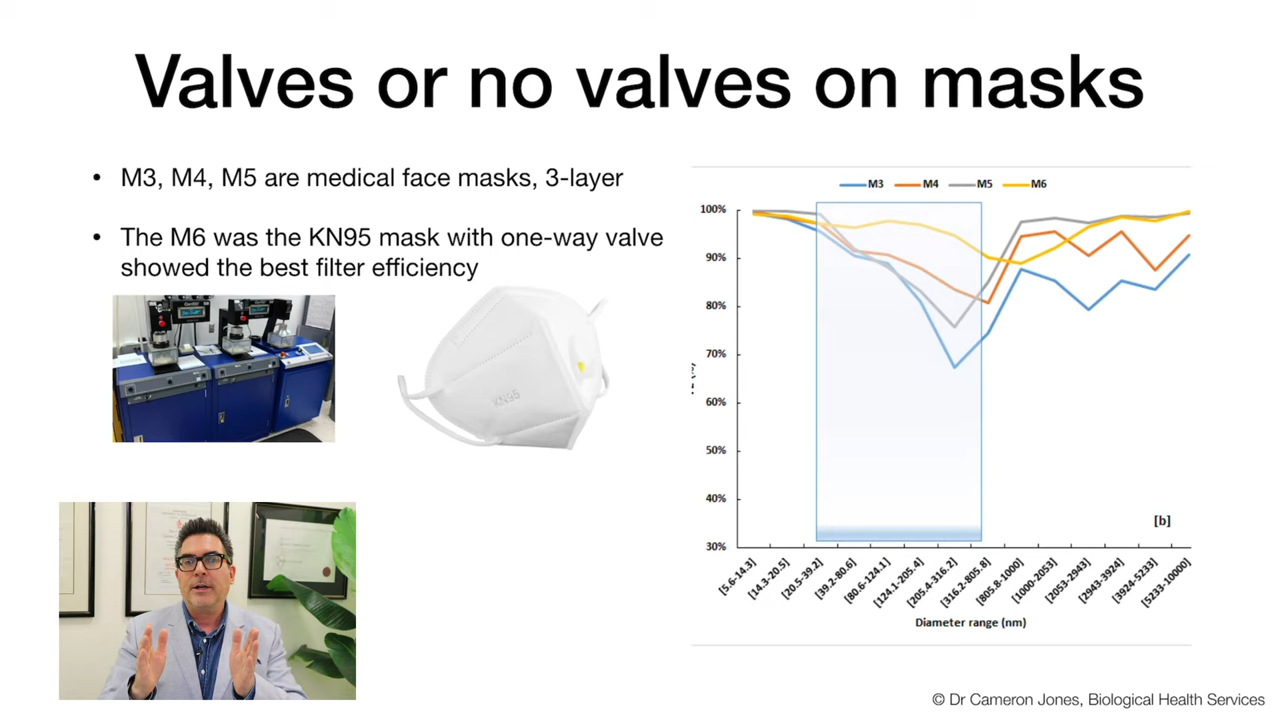 Valves or no valves on masks
• M3, M4, M5 are medical face masks, 3-layer
• The M6 was the KN95 mask with one-way valve
showed the best filter efficiency
KN95
M3 M4 M5 M6
100%
90%
80%
70%
60%
50%
40%
30%
[b]
[5.6-14.3]
[14.3-20.5]
[20.5-39.2]
[39.2-80.6]
[80.6-124.1]
[124.1-205.4]
[205.4-316.2]
[316.2-805.8]
[805.8-1000]
[1000-2053]
[2053-2943]
[2943-3924]
[3924-5233]
[5233-10000]
Diameter range (nm)
© Dr Cameron Jones, Biological Health Services